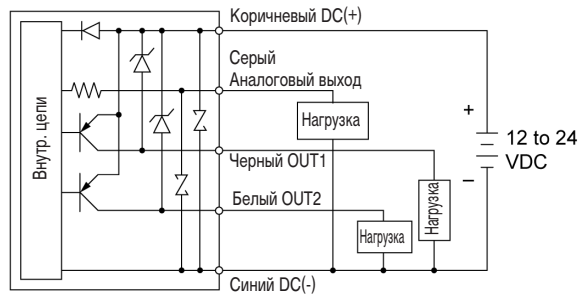 Коричневый DC(+)
Серый
Аналоговый выход
Нагрузка
Внутр. цепи
+
12 to 24
VDC
–
Черный OUT1
Нагрузка
Белый OUT2
Нагрузка
Синий DC(-)